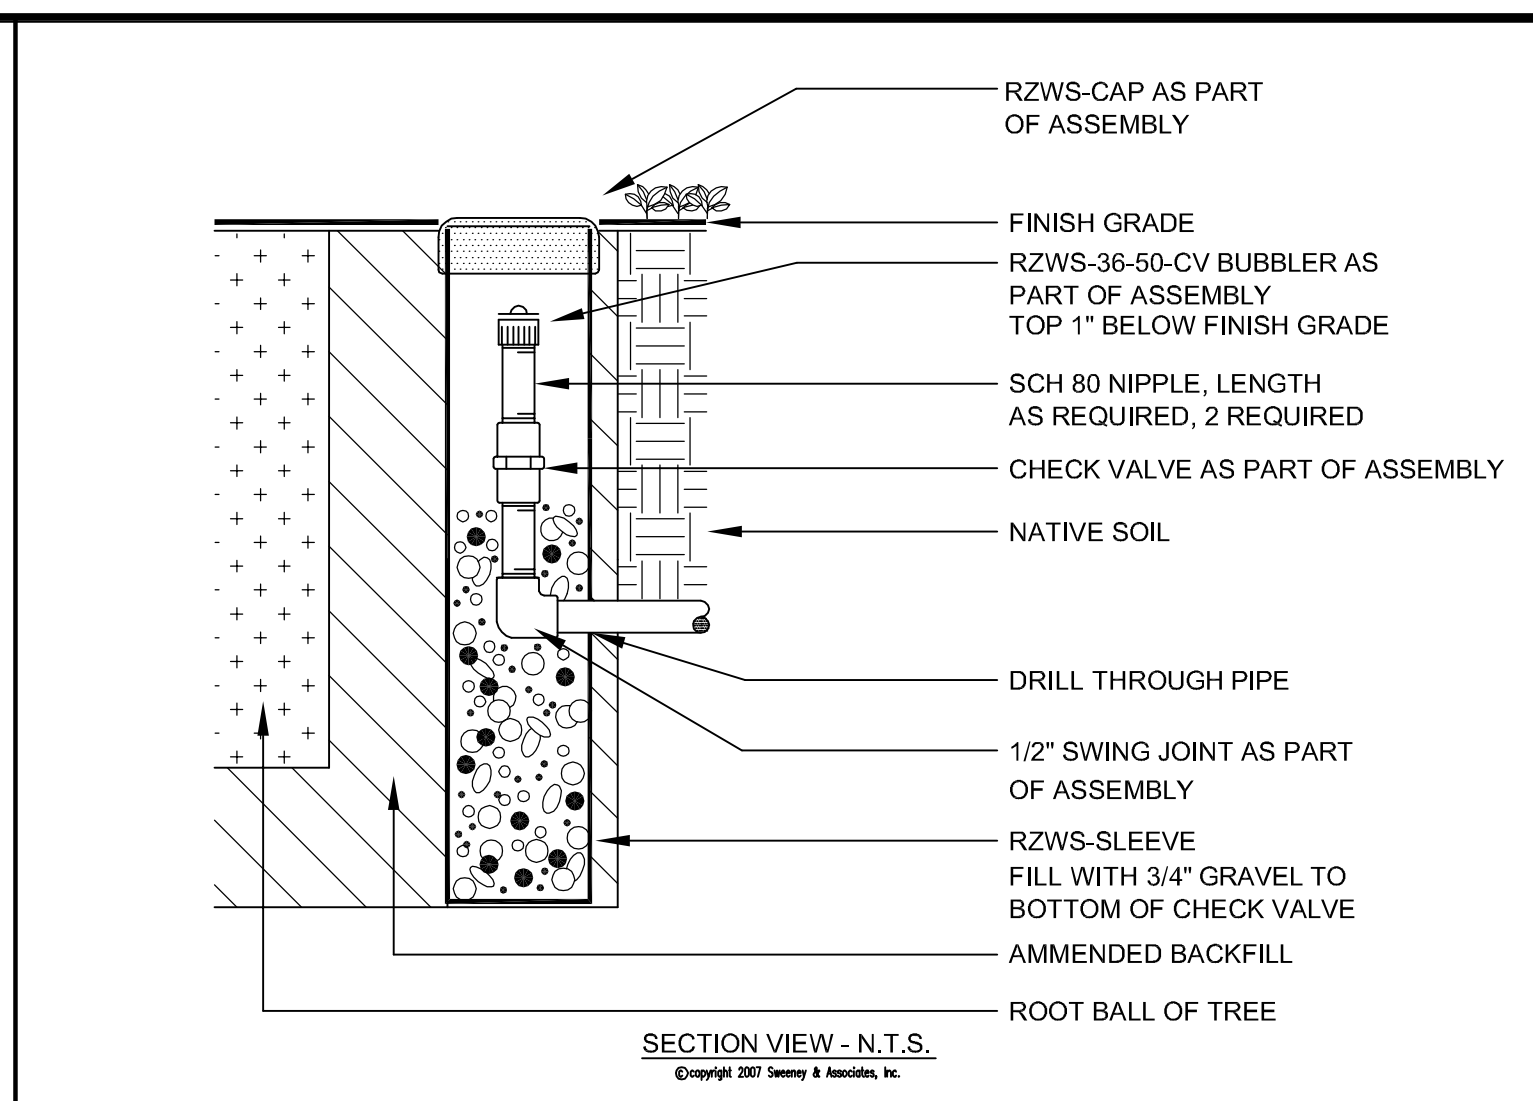 RZWS-CAP AS PART
OF ASSEMBLY
FINISH GRADE
RZWS-36-50-CV BUBBLER AS
PART OF ASSEMBLY
TOP 1" BELOW FINISH GRADE
SCH 80 NIPPLE, LENGTH
AS REQUIRED, 2 REQUIRED
CHECK VALVE AS PART OF ASSEMBLY
NATIVE SOIL
DRILL THROUGH PIPE
1/2" SWING JOINT AS PART
OF ASSEMBLY
RZWS-SLEEVE
FILL WITH 3/4" GRAVEL TO
BOTTOM OF CHECK VALVE
AMMENDED BACKFILL
ROOT BALL OF TREE
SECTION VIEW - N.T.S.
©copyright 2007 Sweeney & Associates, Inc.